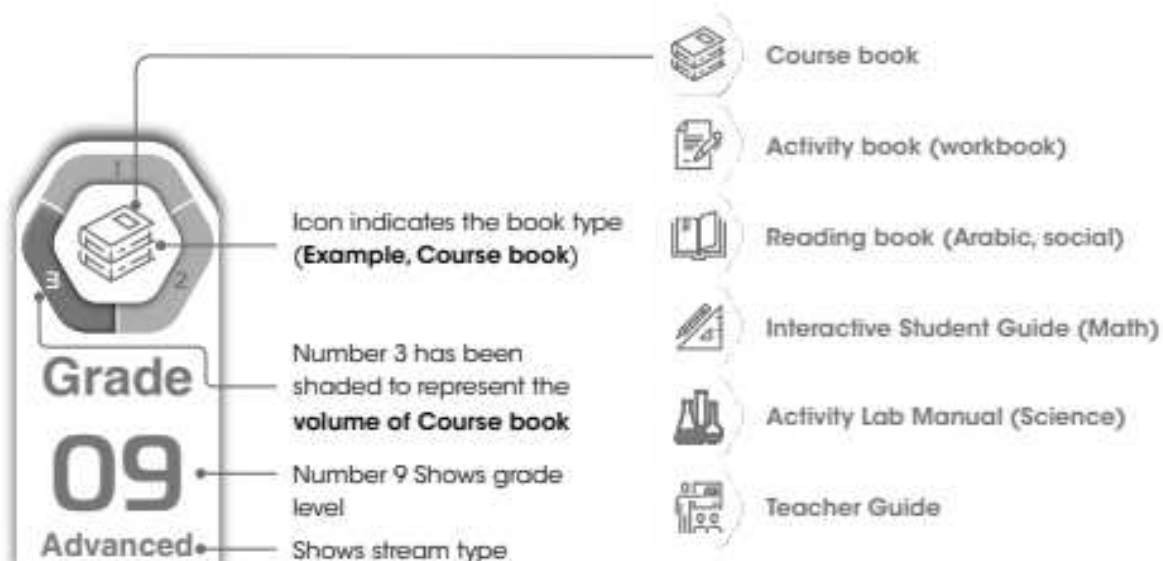 1
2
3
Grade
09
Advanced
Icon indicates the book type
(Example, Course book)
Number 3 has been
shaded to represent the
volume of Course book
Number 9 Shows grade
level
Shows stream type
Course book
Activity book (workbook)
Reading book (Arabic, social)
Interactive Student Guide (Math)
Activity Lab Manual (Science)
Teacher Guide